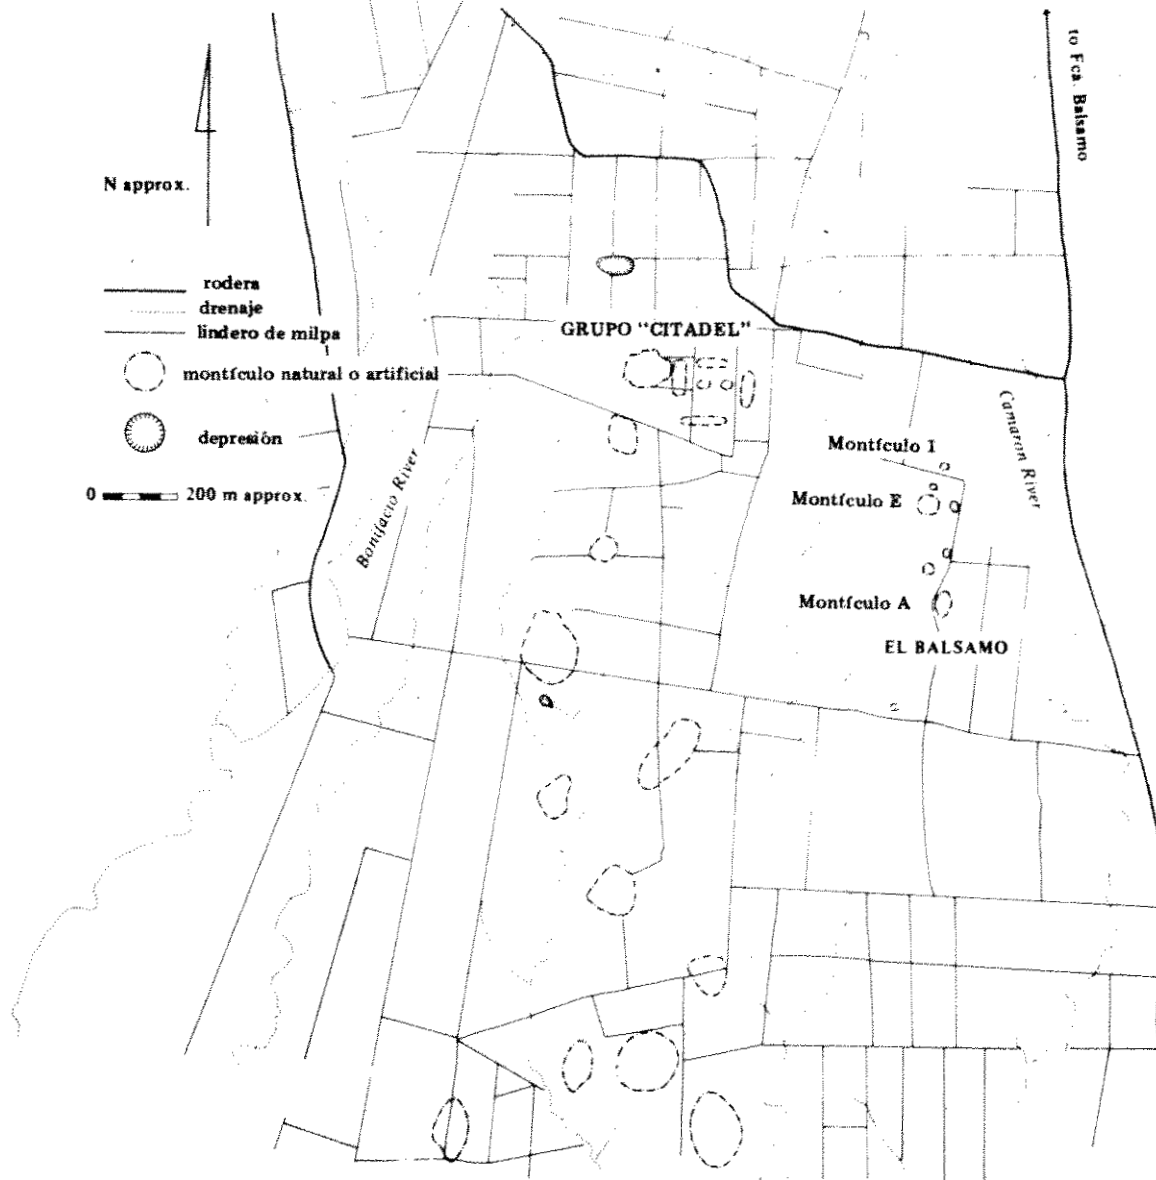 to Fca. Balsamo
N approx.
rodera
drenaje
lindero de milpa
GRUPO "CITADEL"
montículo natural o artificial
depresión
0 200 m approx.
Bonifacio River
Camaron River
Montículo I
Montículo E
Montículo A
EL BALSAMO